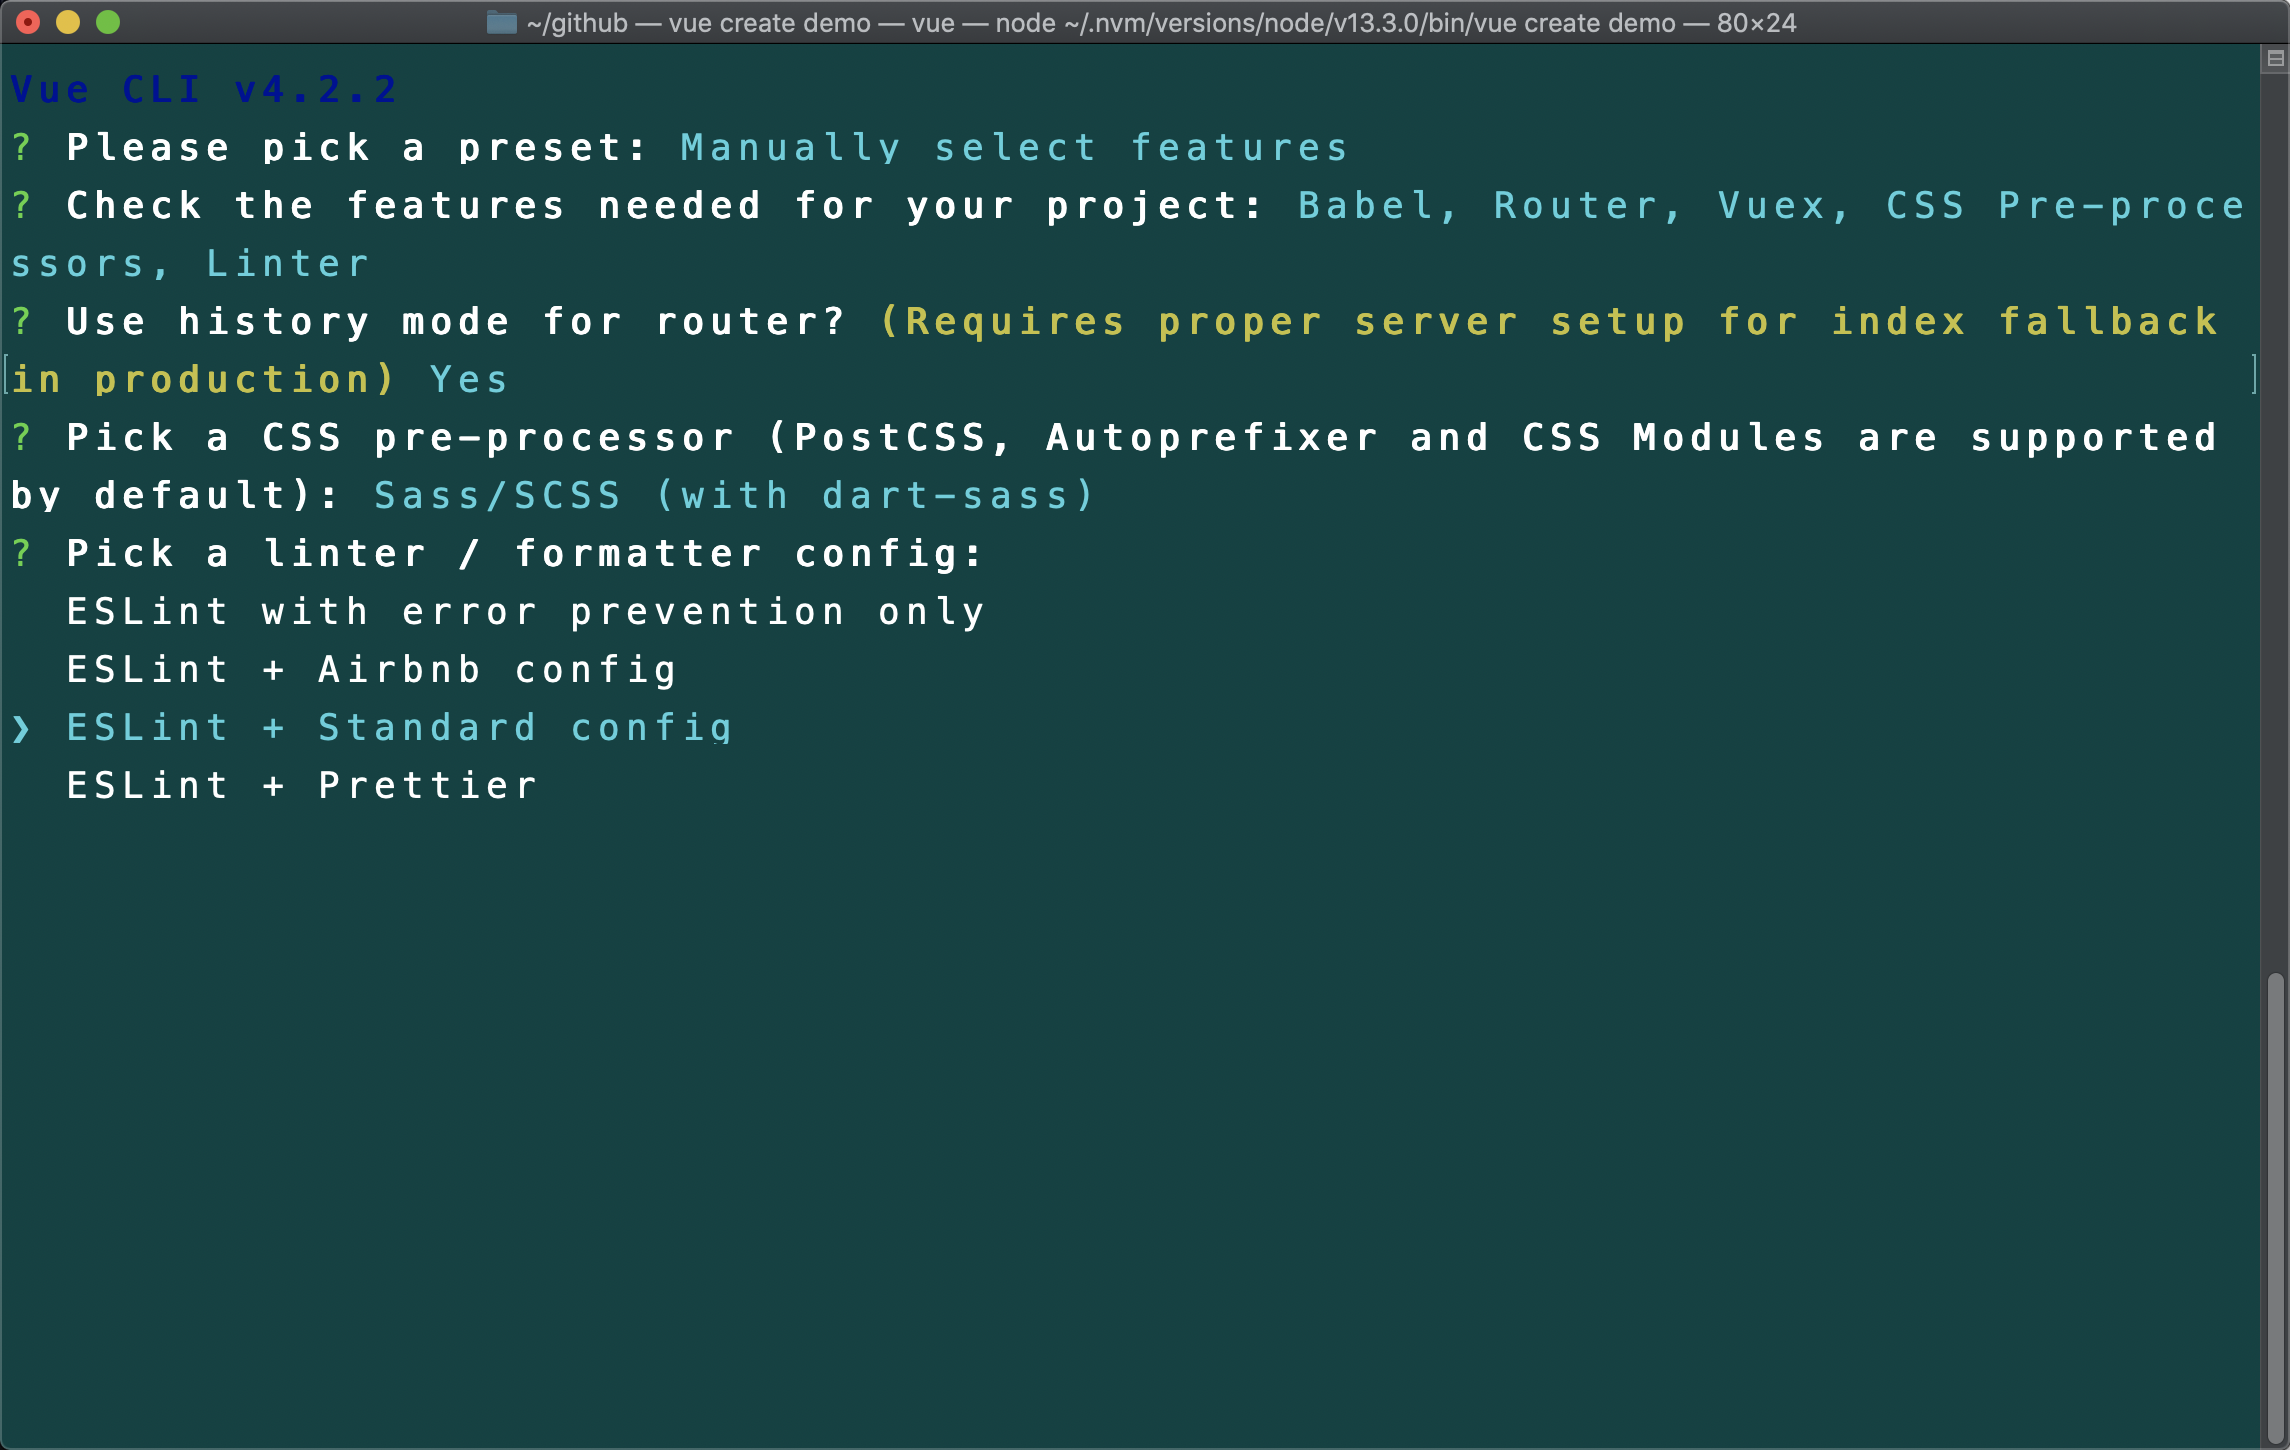 ~/github — vue create demo — vue — node ~/.nvm/versions/node/v13.3.0/bin/vue create demo — 80×24
Vue CLI v4.2.2
? Please pick a preset: Manually select features
? Check the features needed for your project: Babel, Router, Vuex, CSS Pre-proce
ssors, Linter
? Use history mode for router? (Requires proper server setup for index fallback
in production) Yes
? Pick a CSS pre-processor (PostCSS, Autoprefixer and CSS Modules are supported
by default): Sass/SCSS (with dart-sass)
? Pick a linter / formatter config:
ESLint with error prevention only
ESLint + Airbnb config
❯ ESLint + Standard config
ESLint + Prettier